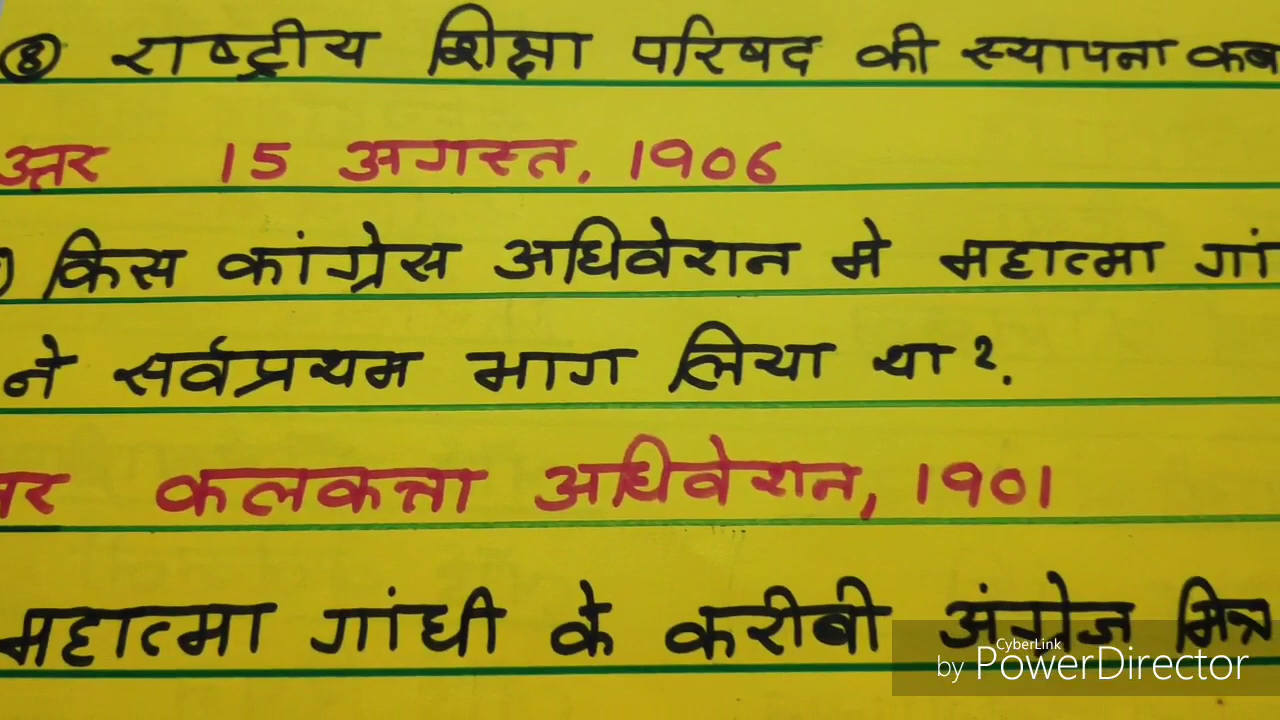 ⑧ राष्ट्रीय शिक्षा परिषद की स्थापना कब
उत्तर 15 अगस्त, 1906
) किस कांग्रेस अधिवेशन मे महात्मा गां
ने सर्वप्रथम भाग लिया था?
त्तर कलकत्ता अधिवेशन, 1901
महात्मा गांधी के करीबी अंग्रेज मित्र
CyberLink
by PowerDirector